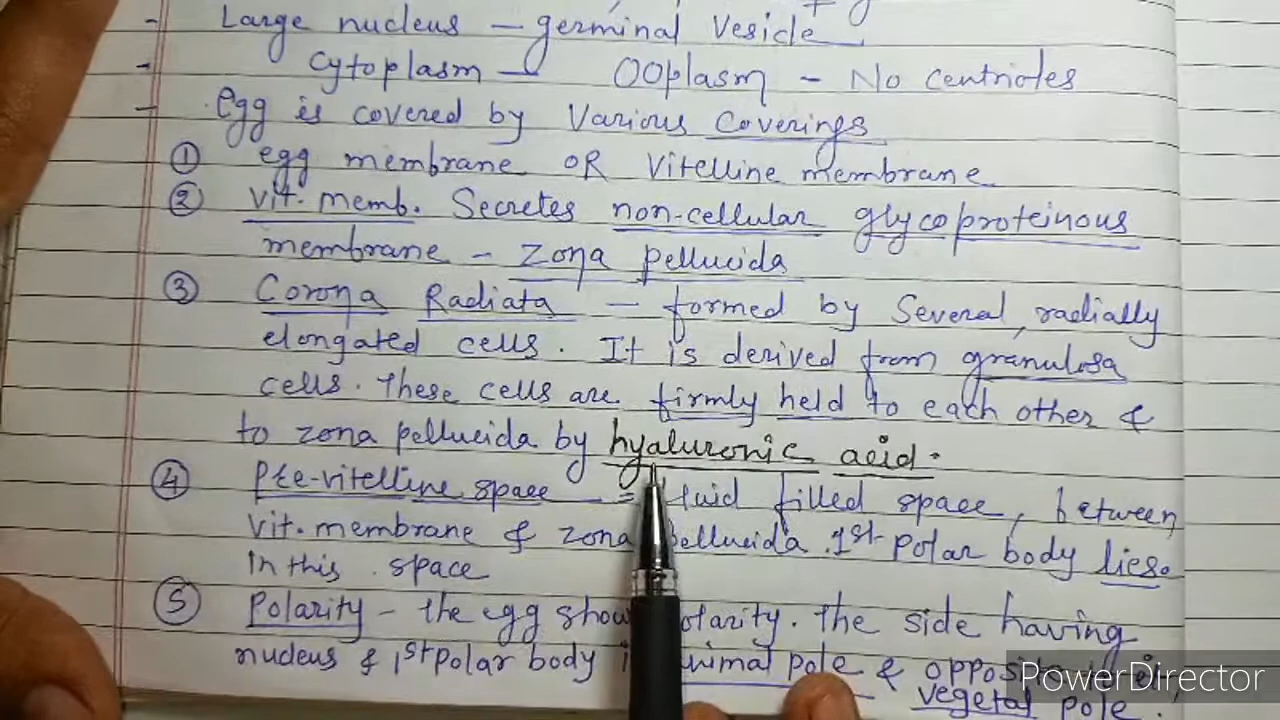 - Large nucleus - germinal vesicle
- Cytoplasm - Ooplasm - No centrioles
- Egg is covered by Various Coverings
① egg membrane OR Vitelline membrane
② Vit. memb. Secretes non-cellular glycoproteinous
membrane - Zona pellucida
③ Corona Radiata - formed by Several, radially
elongated cells. It is derived from granulosa
cells. These cells are firmly held to each other &
to zona pellucida by hyaluronic acid.
④ Pre-vitelline space = fluid filled space, between
vit. membrane & zona pellucida. 1st polar body lies
in this space
⑤ Polarity - the egg show polarity. The side having
nucleus & 1st polar body animal pole & opposite
vegetal pole.
PowerDirector